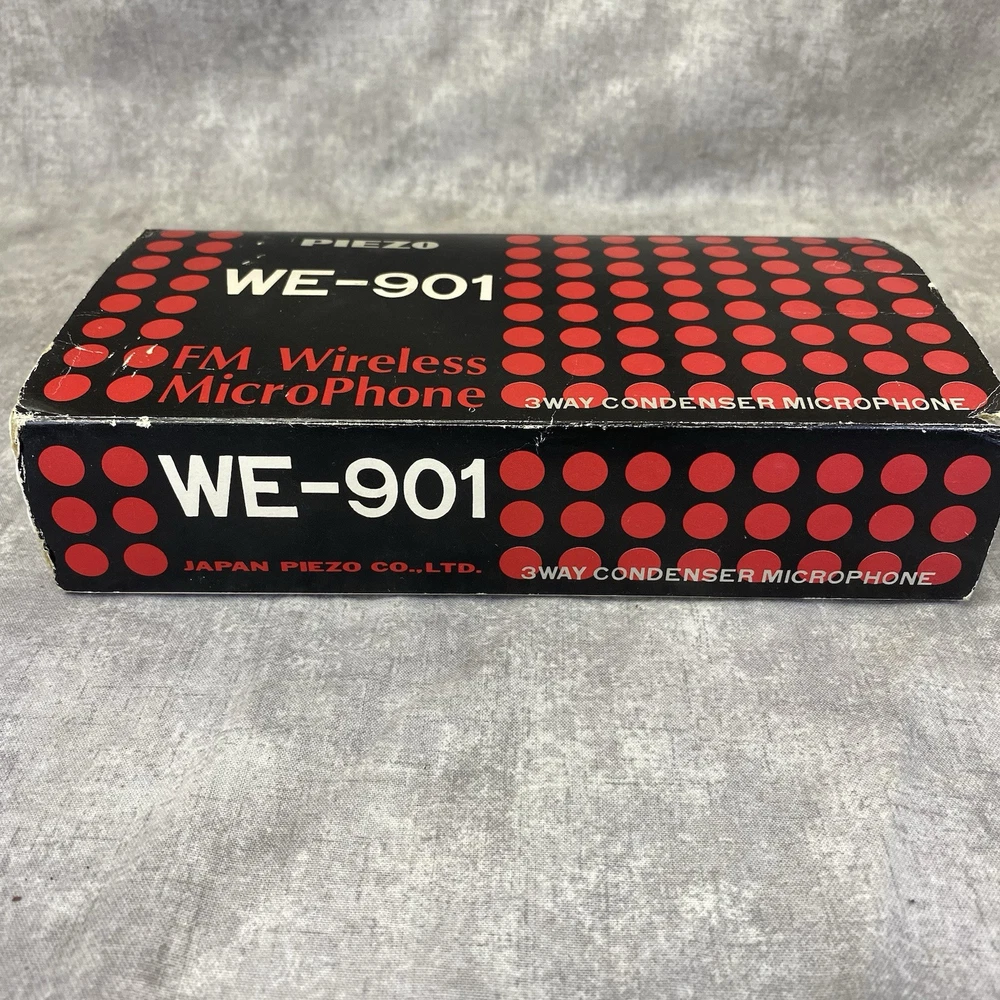 PIEZO
WE-901
FM Wireless
MicroPhone
3WAY CONDENSER MICROPHONE
WE-901
JAPAN PIEZO CO.,LTD.
3WAY CONDENSER MICROPHONE